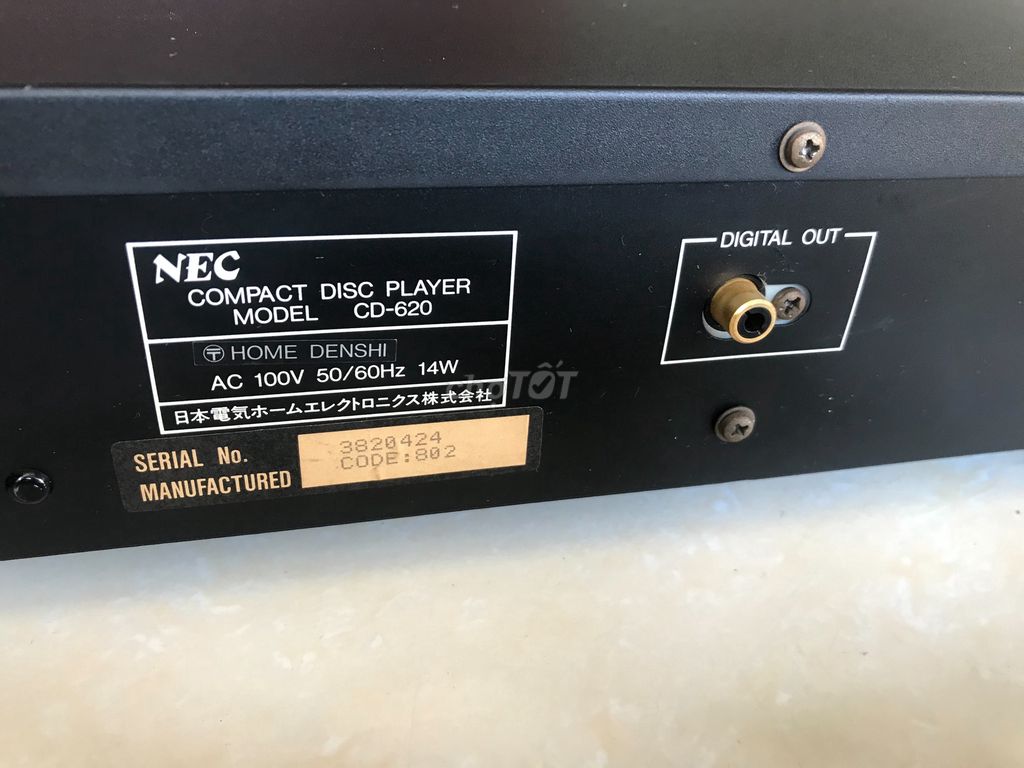 NEC
COMPACT DISC PLAYER
MODEL CD-620
〒 HOME DENSHI
AC 100V 50/60Hz 14W
日本電気ホームエレクトロニクス株式会社
SERIAL No. 3820424
MANUFACTURED CODE:802
DIGITAL OUT
chợTỐT